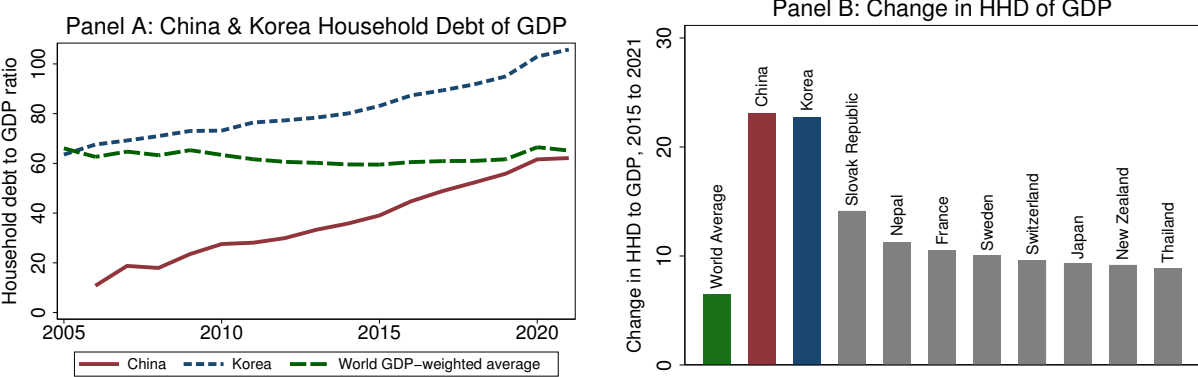 Panel A: China & Korea Household Debt of GDP
Household debt to GDP ratio
100
80
60
40
20
0
2005 2010 2015 2020
China Korea World GDP−weighted average
Panel B: Change in HHD of GDP
Change in HHD to GDP, 2015 to 2021
30
20
10
0
World Average
China
Korea
Slovak Republic
Nepal
France
Sweden
Switzerland
Japan
New Zealand
Thailand